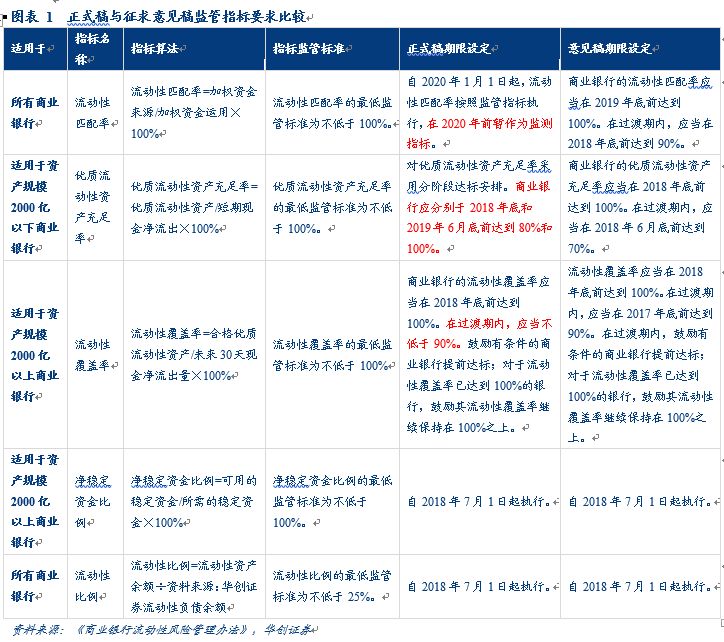 图表 1 正式稿与征求意见稿监管指标要求比较
适用于
指标名
称
指标算法
指标监管标准
正式稿期限设定
意见稿期限设定
所有商业
银行
流动性
匹配率
流动性匹配率=加权资金
来源/加权资金运用×
100%
流动性匹配率的最低监
管标准为不低于 100%。
自 2020 年 1 月 1 日起，流动
性匹配率按照监管指标执
行，在 2020 年前暂作为监测
指标。
商业银行的流动性匹配率应
当在 2019 年底前达到
100%。在过渡期内，应当在
2018 年底前达到 90%。
适用于资
产规模
2000 亿
以下商业
银行
优质流
动性资
产充足
率
优质流动性资产充足率=
优质流动性资产/短期现
金净流出×100%
优质流动性资产充足率
的最低监管标准为不低
于 100%。
对优质流动性资产充足率采
用分阶段达标安排。商业银
行应分别于 2018 年底和
2019 年 6 月底前达到 80%和
100%。
商业银行的优质流动性资产
充足率应当在 2018 年底前
达到 100%。在过渡期内，应
当在 2018 年 6 月底前达到
70%。
适用于资
产规模
2000 亿
以上商业
银行
流动性
覆盖率
流动性覆盖率=合格优质
流动性资产/未来 30 天现
金净流出量×100%
流动性覆盖率的最低监
管标准为不低于 100%
商业银行的流动性覆盖率应
当在 2018 年底前达到
100%。在过渡期内，应当不
低于 90%。鼓励有条件的商
业银行提前达标；对于流动
性覆盖率已达到 100%的银
行，鼓励其流动性覆盖率继
续保持在 100%之上。
流动性覆盖率应当在 2018
年底前达到 100%。在过渡期
内，应当在 2017 年底前达到
90%。在过渡期内，鼓励有
条件的商业银行提前达标；
对于流动性覆盖率已达到
100%的银行，鼓励其流动性
覆盖率继续保持在 100%之
上。
适用于资
产规模
2000 亿
以上商业
银行
净稳定
资金比
例
净稳定资金比例=可用的
稳定资金/所需的稳定资
金×100%
净稳定资金比例的最低
监管标准为不低于
100%。
自 2018 年 7 月 1 日起执行。
自 2018 年 7 月 1 日起执行。
所有商业
银行
流动性
比例
流动性比例=流动性资产
余额÷资料来源：华创证
券流动性负债余额
流动性比例的最低监管
标准为不低于 25%。
自 2018 年 7 月 1 日起执行。
自 2018 年 7 月 1 日起执行。
资料来源：《商业银行流动性风险管理办法》，华创证券